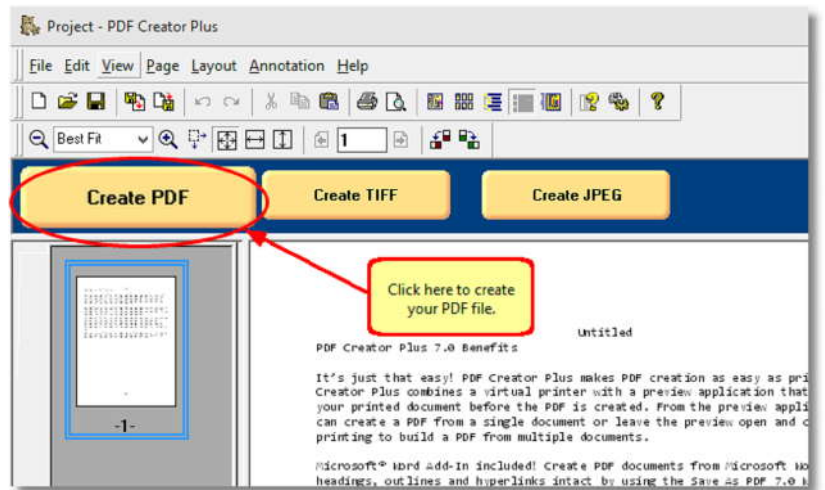 Project - PDF Creator Plus
File Edit View Page Layout Annotation Help
Best Fit 1
Create PDF Create TIFF Create JPEG
Click here to create
your PDF file.
-1-
Untitled
PDF Creator Plus 7.0 Benefits
It's just that easy! PDF Creator Plus makes PDF creation as easy as pri
Creator Plus combines a virtual printer with a preview application that
your printed document before the PDF is created. From the preview appli
can create a PDF from a single document or leave the preview open and c
printing to build a PDF from multiple documents.
Microsoft® Word Add-In included! Create PDF documents from Microsoft Wo
headings, outlines and hyperlinks intact by using the Save As PDF 7.0